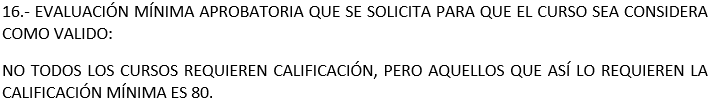 16.- EVALUACIÓN MÍNIMA APROBATORIA QUE SE SOLICITA PARA QUE EL CURSO SEA CONSIDERA
COMO VALIDO:
NO TODOS LOS CURSOS REQUIEREN CALIFICACIÓN, PERO AQUELLOS QUE ASÍ LO REQUIEREN LA
CALIFICACIÓN MÍNIMA ES 80.